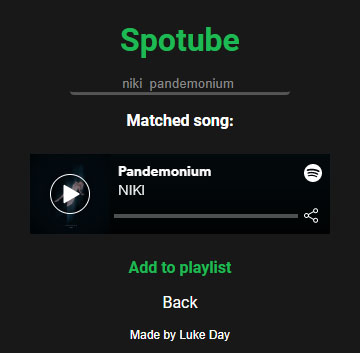 Spotube
niki pandemonium
Matched song:
Pandemonium
NIKI
Add to playlist
Back
Made by Luke Day